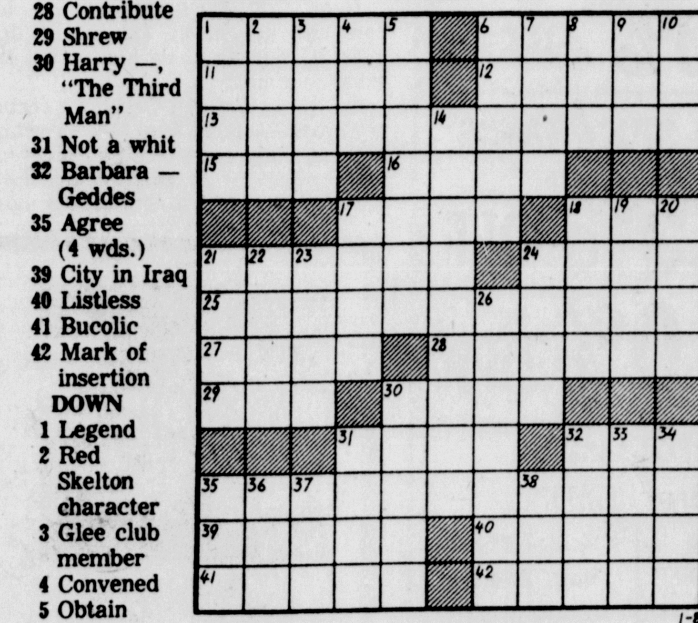 28 Contribute
29 Shrew
30 Harry —,
"The Third
Man"
31 Not a whit
32 Barbara —
Geddes
35 Agree
(4 wds.)
39 City in Iraq
40 Listless
41 Bucolic
42 Mark of
insertion
DOWN
1 Legend
2 Red
Skelton
character
3 Glee club
member
4 Convened
5 Obtain
1 2 3 4 5 6 7 8 9 10
11 12
13 14
15 16
17 18 19 20
21 22 23 24
25 26
27 28
29 30
31 32 33 34
35 36 37 38
39 40
41 42